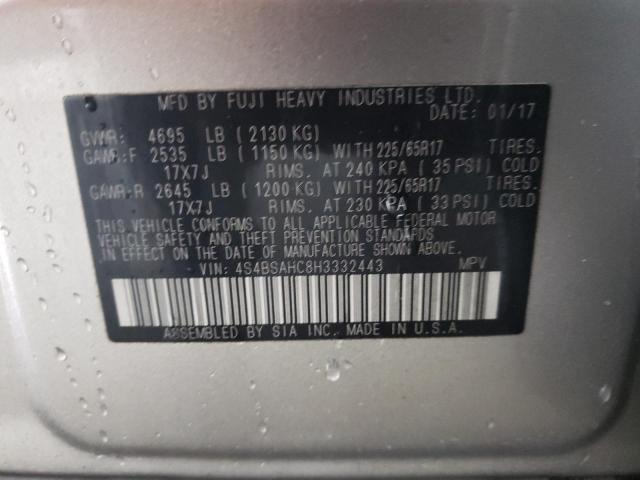 MFD BY FUJI HEAVY INDUSTRIES LTD.
DATE: 01/17
GVWR: 4695 LB (2130 KG)
GAWR:F 2535 LB (1150 KG) WITH 225/65R17 TIRES.
17X7J RIMS. AT 240 KPA (35 PSI) COLD
GAWR:R 2645 LB (1200 KG) WITH 225/65R17 TIRES.
17X7J RIMS. AT 230 KPA (33 PSI) COLD
THIS VEHICLE CONFORMS TO ALL APPLICABLE FEDERAL MOTOR
VEHICLE SAFETY AND THEFT PREVENTION STANDARDS
IN EFFECT ON THE DATE OF MANUFACTURE SHOWN ABOVE.
VIN: 4S4BSAHC8H3332443 MPV
ASSEMBLED BY SIA INC. MADE IN U.S.A.